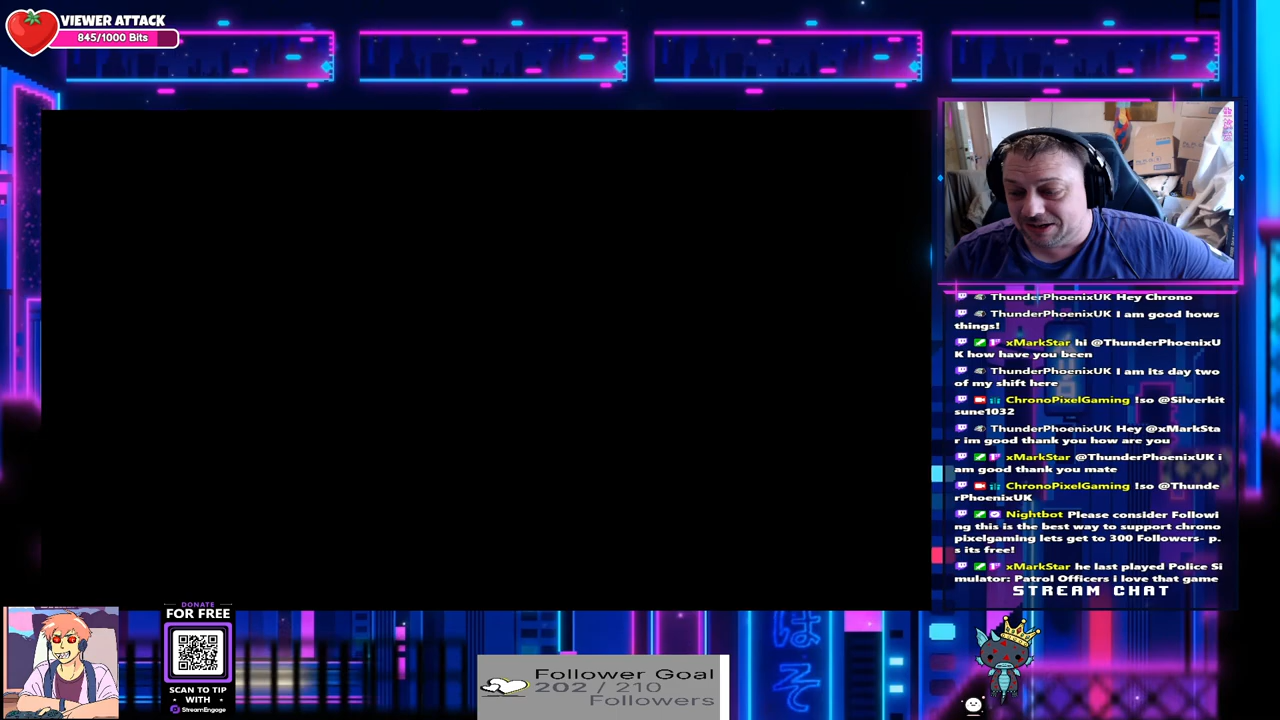 VIEWER ATTACK
845/1000 Bits
ThunderPhoenixUK Hey Chrono
ThunderPhoenixUK I am good hows
things!
xMarkStar hi @ThunderPhoenixU
K how have you been
ThunderPhoenixUK I am its day two
of my shift here
ChronoPixelGaming !so @Silverkit
sune1032
ThunderPhoenixUK Hey @xMarkSta
r im good thank you how are you
xMarkStar @ThunderPhoenixUK i
am good thank you mate
ChronoPixelGaming !so @Thunde
rPhoenixUK
Nightbot Please consider Followi
ng this is the best way to support chrono
pixelgaming lets get to 300 Followers- p.
s its free!
xMarkStar he last played Police Si
mulator: Patrol Officers i love that game
STREAM CHAT
DONATE
FOR FREE
SCAN TO TIP
• WITH •
StreamEngage
Follower Goal
202 / 210
Followers
はそ